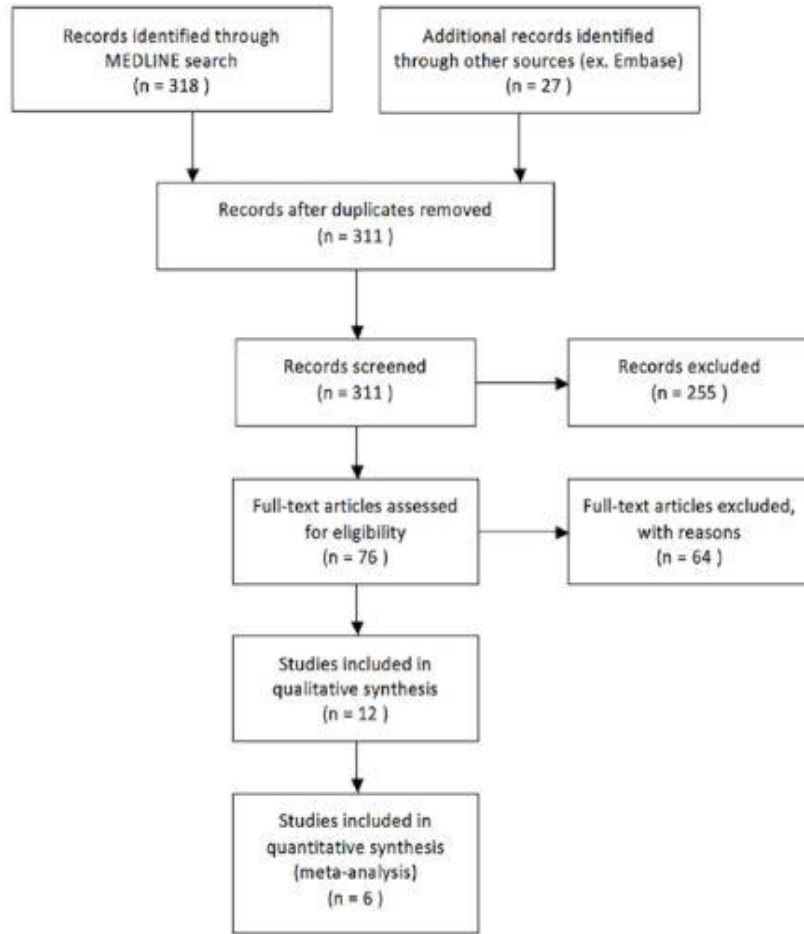 Records identified through
MEDLINE search
(n = 318 )
Additional records identified
through other sources (ex. Embase)
(n = 27 )
Records after duplicates removed
(n = 311 )
Records screened
(n = 311 )
Records excluded
(n = 255 )
Full-text articles assessed
for eligibility
(n = 76 )
Full-text articles excluded,
with reasons
(n = 64 )
Studies included in
qualitative synthesis
(n = 12 )
Studies included in
quantitative synthesis
(meta-analysis)
(n = 6 )